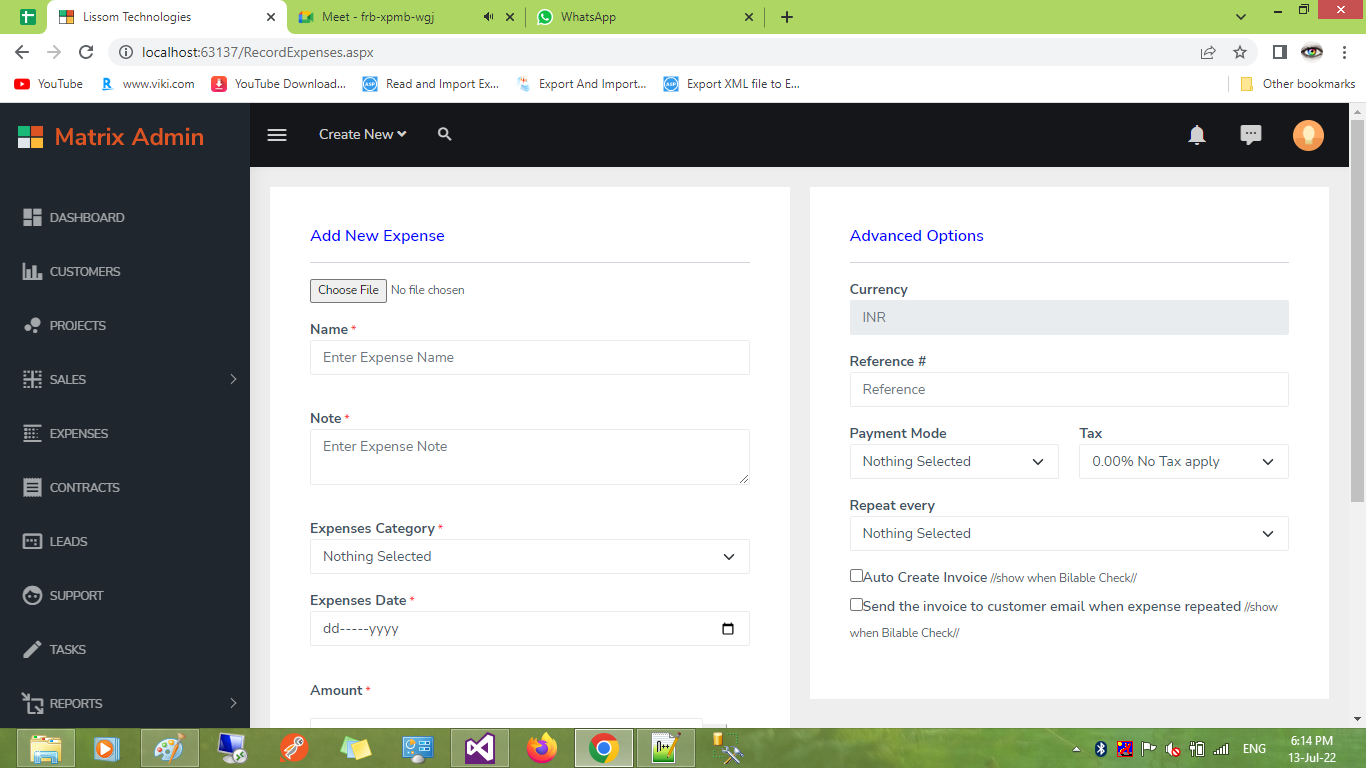 Lissom Technologies
Meet - frb-xpmb-wgj
WhatsApp
localhost:63137/RecordExpenses.aspx
YouTube
www.viki.com
YouTube Download...
Read and Import Ex...
Export And Import...
Export XML file to E...
Other bookmarks
Matrix Admin
Create New
DASHBOARD
CUSTOMERS
PROJECTS
SALES
EXPENSES
CONTRACTS
LEADS
SUPPORT
TASKS
REPORTS
Add New Expense
Choose File No file chosen
Name *
Enter Expense Name
Note *
Enter Expense Note
Expenses Category *
Nothing Selected
Expenses Date *
dd-----yyyy
Amount *
Advanced Options
Currency
INR
Reference #
Reference
Payment Mode Tax
Nothing Selected 0.00% No Tax apply
Repeat every
Nothing Selected
Auto Create Invoice //show when Bilable Check//
Send the invoice to customer email when expense repeated //show
when Bilable Check//
ENG
6:14 PM
13-Jul-22